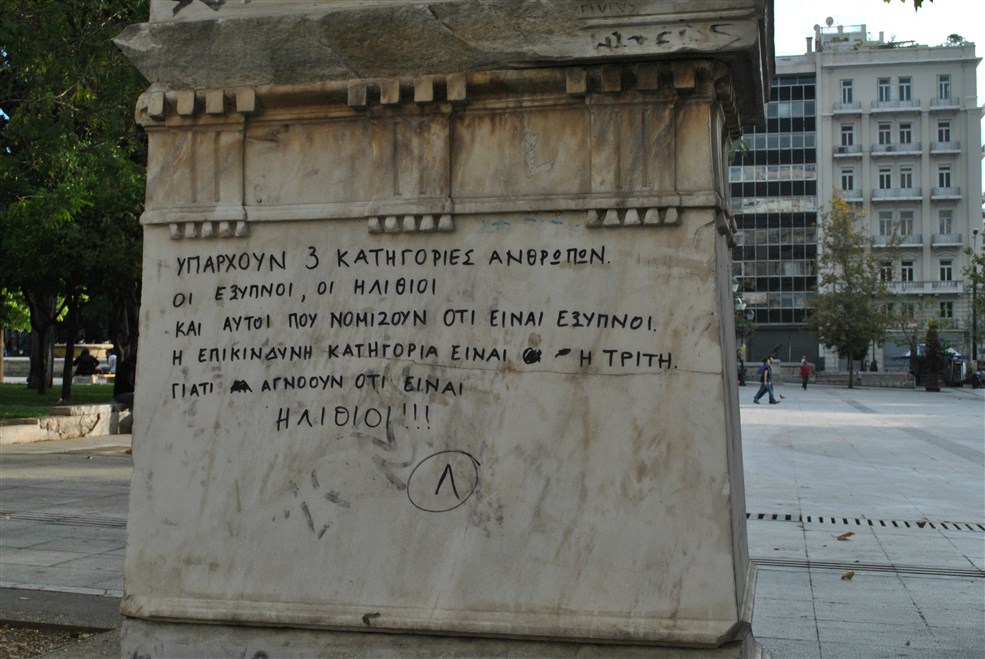 ΥΠΑΡΧΟΥΝ 3 ΚΑΤΗΓΟΡΙΕΣ ΑΝΘΡΩΠΩΝ.
ΟΙ ΕΞΥΠΝΟΙ, ΟΙ ΗΛΙΘΙΟΙ
ΚΑΙ ΑΥΤΟΙ ΠΟΥ ΝΟΜΙΖΟΥΝ ΟΤΙ ΕΙΝΑΙ ΕΞΥΠΝΟΙ.
Η ΕΠΙΚΙΝΔΥΝΗ ΚΑΤΗΓΟΡΙΑ ΕΙΝΑΙ - Η ΤΡΙΤΗ.
ΓΙΑΤΙ ΑΓΝΟΟΥΝ ΟΤΙ ΕΙΝΑΙ
ΗΛΙΘΙΟΙ!!!
Λ